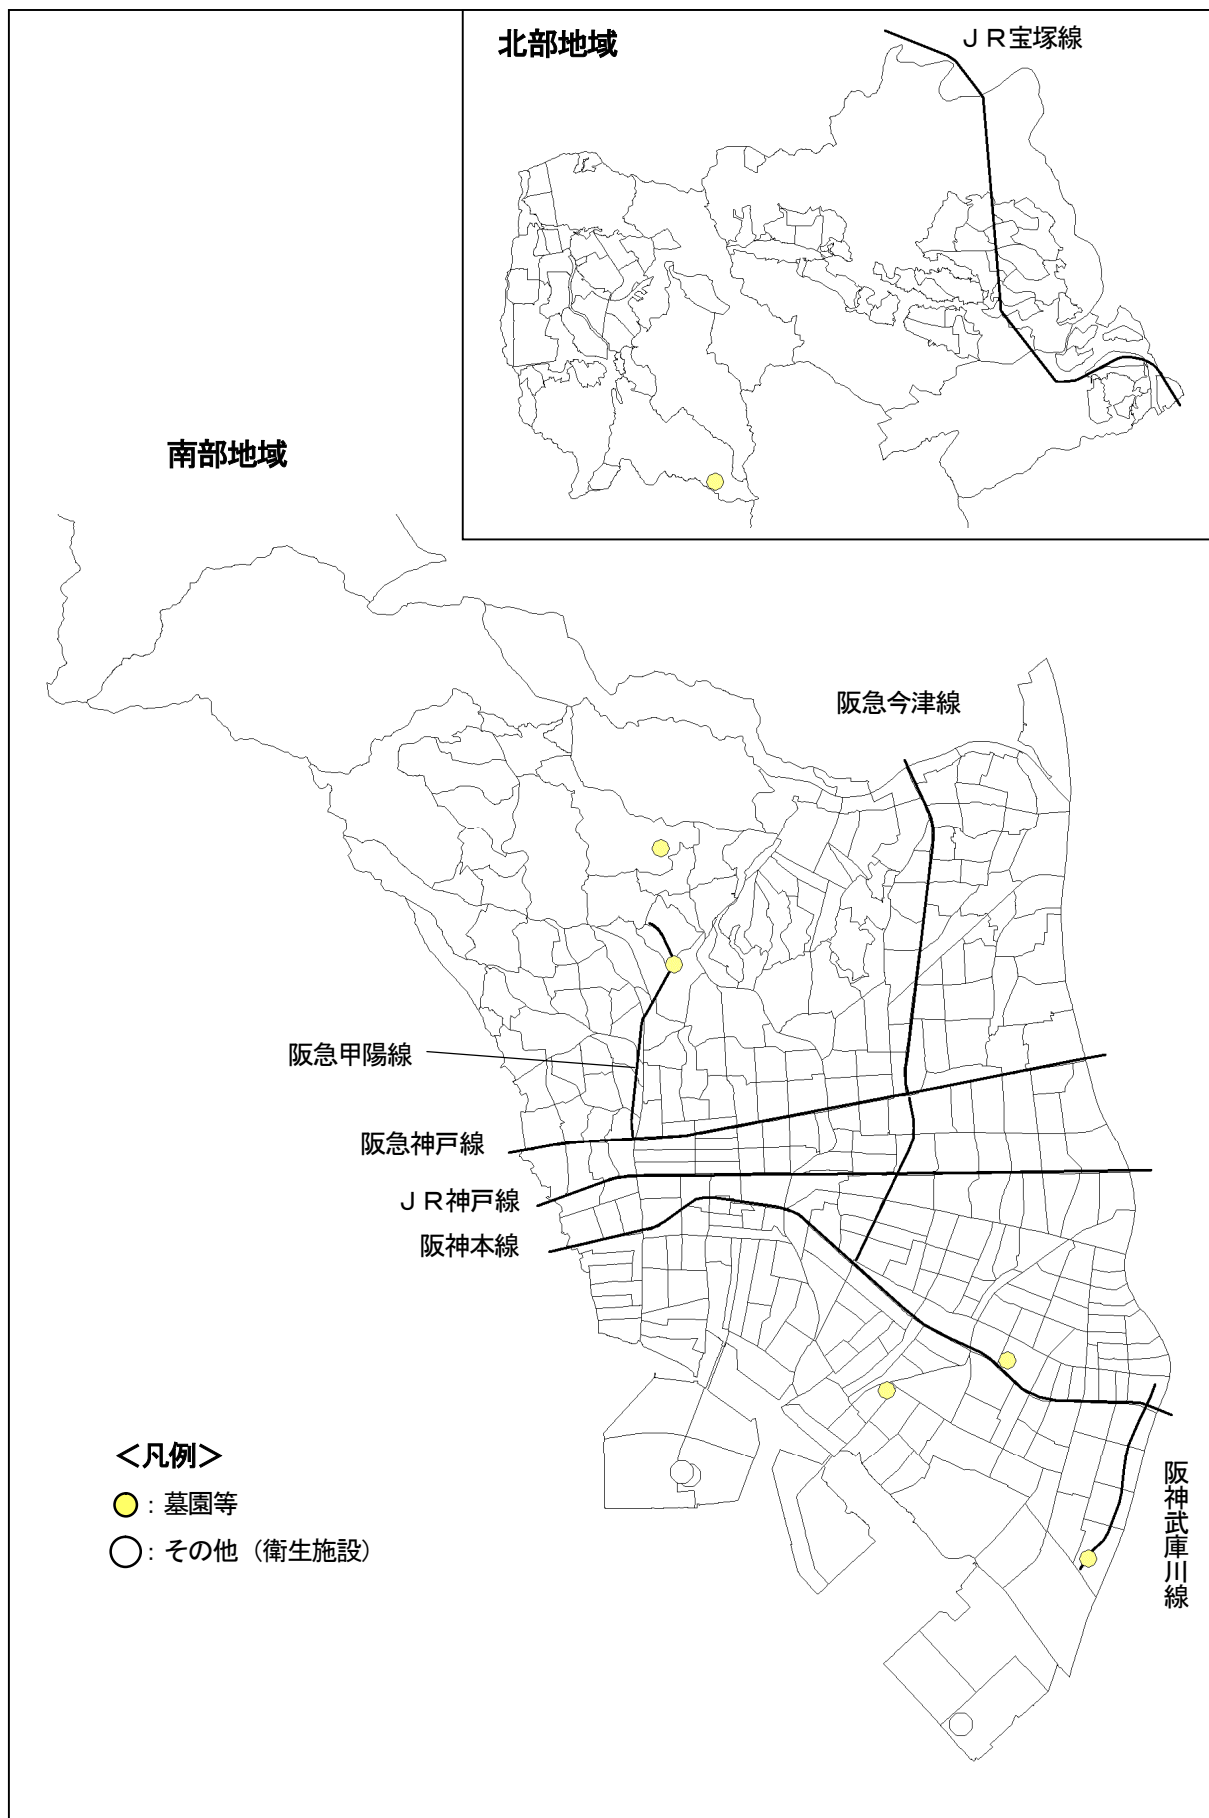 北部地域
ＪＲ宝塚線
南部地域
阪急今津線
阪急甲陽線
阪急神戸線
ＪＲ神戸線
阪神本線
阪神武庫川線
＜凡例＞
：墓園等
：その他（衛生施設）